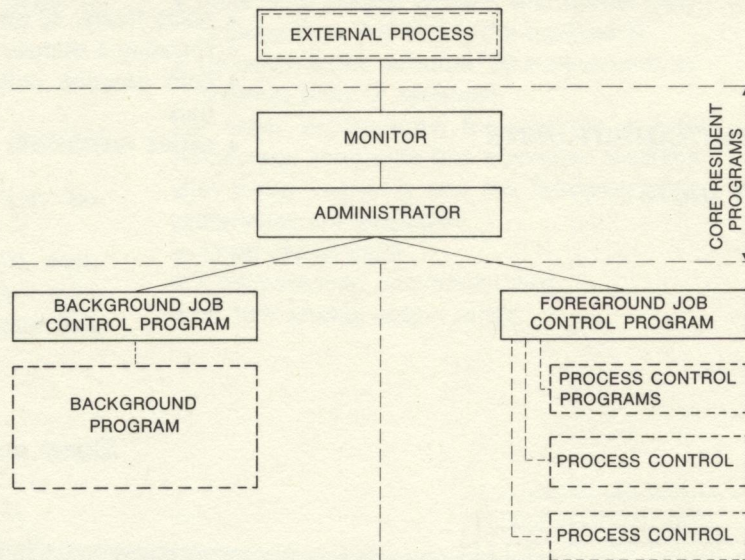 EXTERNAL PROCESS
MONITOR
ADMINISTRATOR
CORE RESIDENT
PROGRAMS
BACKGROUND JOB
CONTROL PROGRAM
FOREGROUND JOB
CONTROL PROGRAM
BACKGROUND
PROGRAM
PROCESS CONTROL
PROGRAMS
PROCESS CONTROL
PROCESS CONTROL